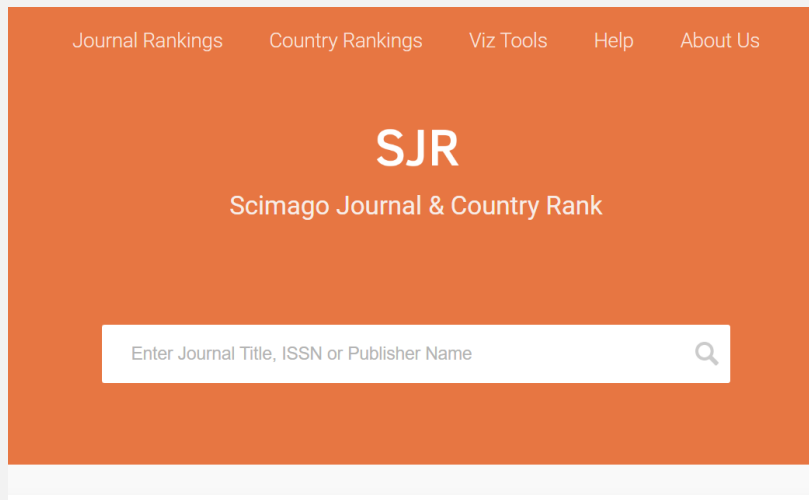 Journal Rankings Country Rankings Viz Tools Help About Us
SJR
Scimago Journal & Country Rank
Enter Journal Title, ISSN or Publisher Name